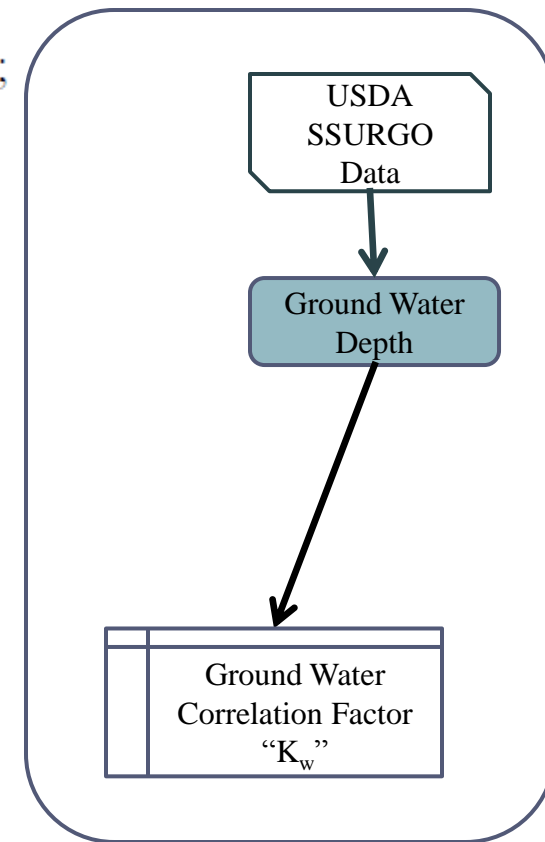 ;
USDA
SSURGO
Data
Ground Water
Depth
Ground Water
Correlation Factor
“Kw”